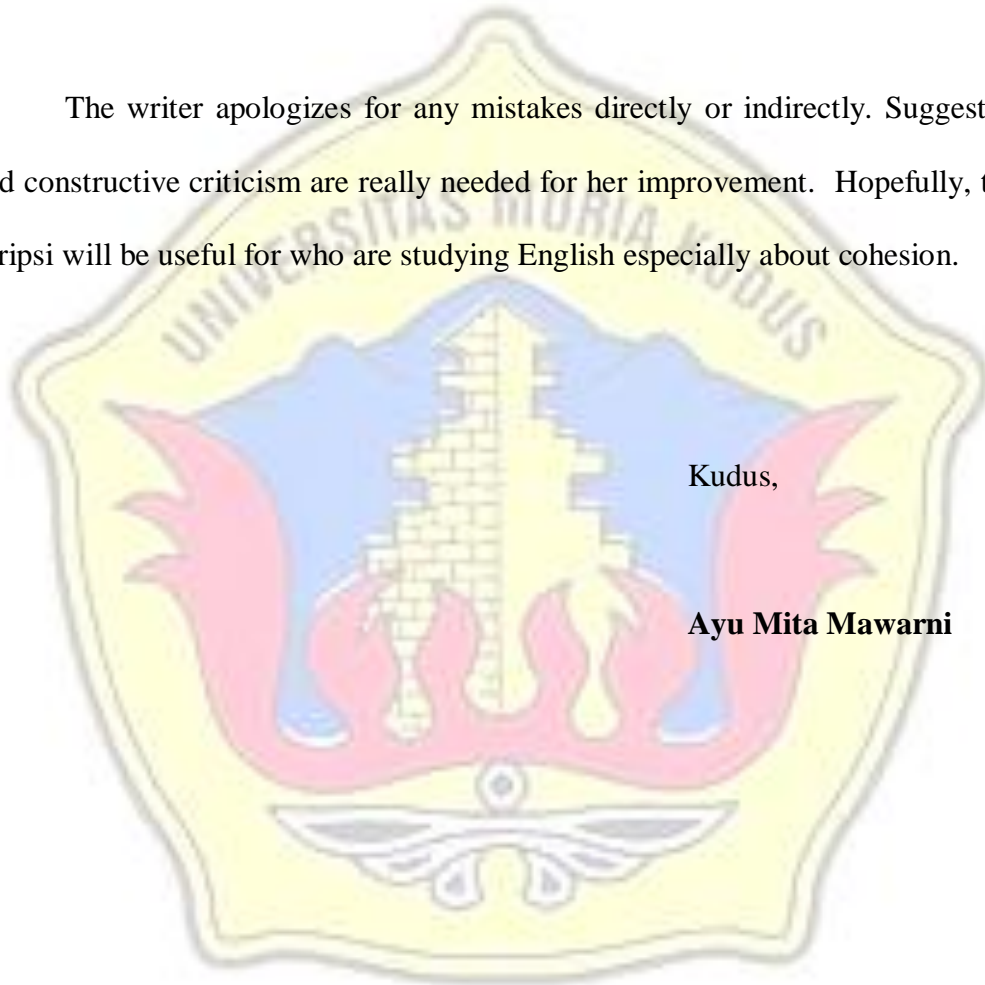 The writer apologizes for any mistakes directly or indirectly. Suggest
d constructive criticism are really needed for her improvement. Hopefully, t
ripsi will be useful for who are studying English especially about cohesion.
UNIVERSITAS MURIA KUDUS
Kudus,
Ayu Mita Mawarni